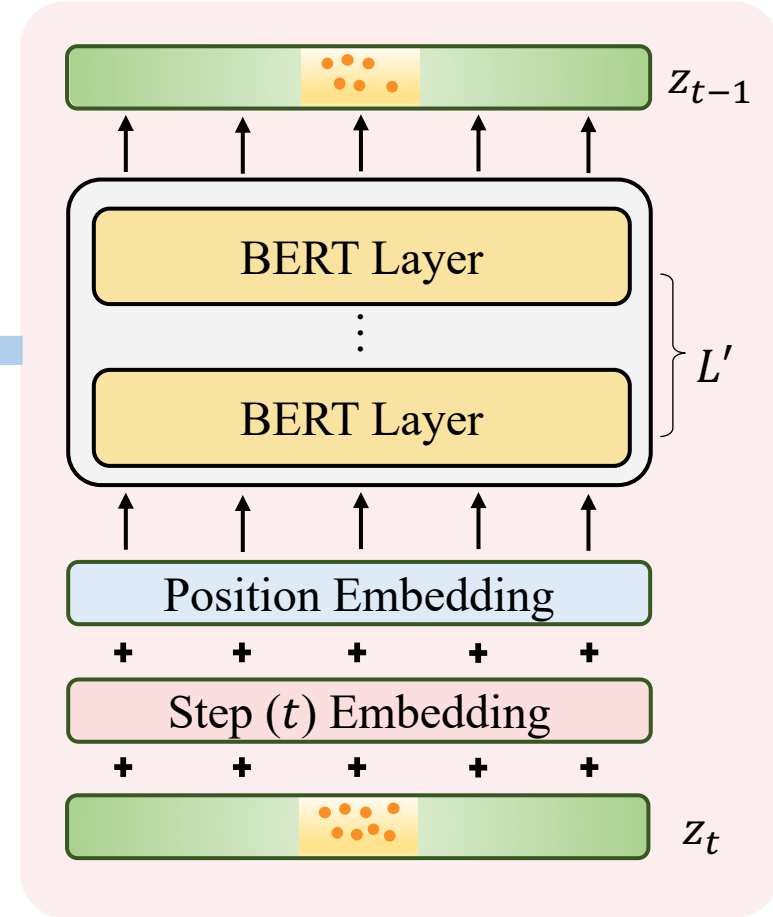 z_{t−1}
BERT Layer
⋮
BERT Layer
L′
Position Embedding
+ + + + +
Step (t) Embedding
+ + + + +
z_t